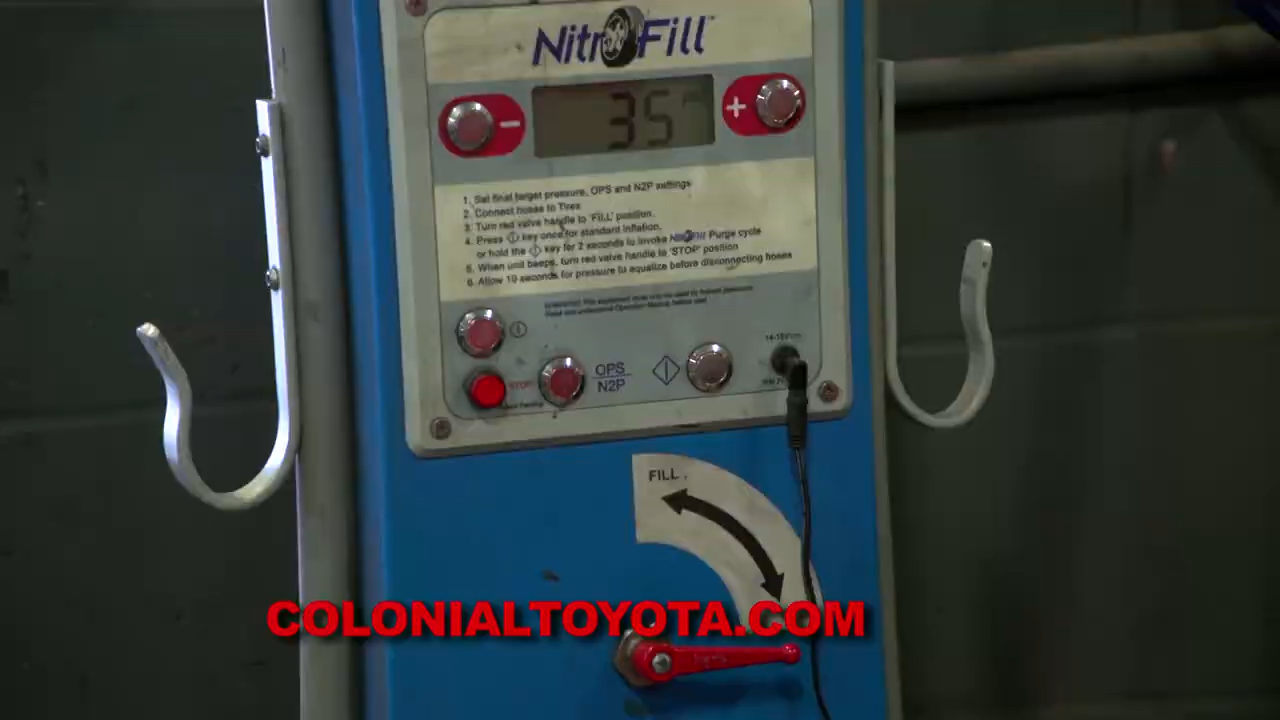 NitroFill™
- 35 +
1. Set final target pressure, OPS and N2P settings
2. Connect hoses to Tires
3. Turn red valve handle to 'FILL' position.
4. Press key once for standard inflation,
or hold the key for 2 seconds to invoke NitroFill Purge cycle
5. When unit beeps, turn red valve handle to 'STOP' position
6. Allow 10 seconds for pressure to equalize before disconnecting hoses
STOP
OPS
N2P
FILL
COLONIALTOYOTA.COM